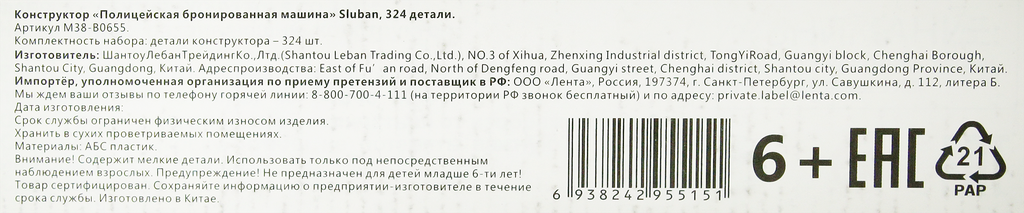 Конструктор «Полицейская бронированная машина» Sluban, 324 детали.
Артикул M38-B0655.
Комплектность набора: детали конструктора – 324 шт.
Изготовитель: ШантоуЛебанТрейдингКо.,Лтд.(Shantou Leban Trading Co.,Ltd.), NO.3 of Xihua, Zhenxing Industrial district, TongYiRoad, Guangyi block, Chenghai Borough,
Shantou City, Guangdong, Китай. Адреспроизводства: East of Fu'an road, North of Dengfeng road, Guangyi street, Chenghai district, Shantou city, Guangdong Province, Китай.
Импортёр, уполномоченная организация по приему претензий и поставщик в РФ: ООО «Лента», Россия, 197374, г. Санкт-Петербург, ул. Савушкина, д. 112, литера Б.
Мы ждем ваши отзывы по телефону горячей линии: 8-800-700-4-111 (на территории РФ звонок бесплатный) и по адресу: private.label@lenta.com.
Дата изготовления:
Срок службы ограничен физическим износом изделия.
Хранить в сухих проветриваемых помещениях.
Материалы: АБС пластик.
Внимание! Содержит мелкие детали. Использовать только под непосредственным
наблюдением взрослых. Предупреждение! Не предназначен для детей младше 6-ти лет!
Товар сертифицирован. Сохраняйте информацию о предприятии-изготовителе в течение
срока службы. Изготовлено в Китае.
6 938242 955151
6+
EAC
21
PAP